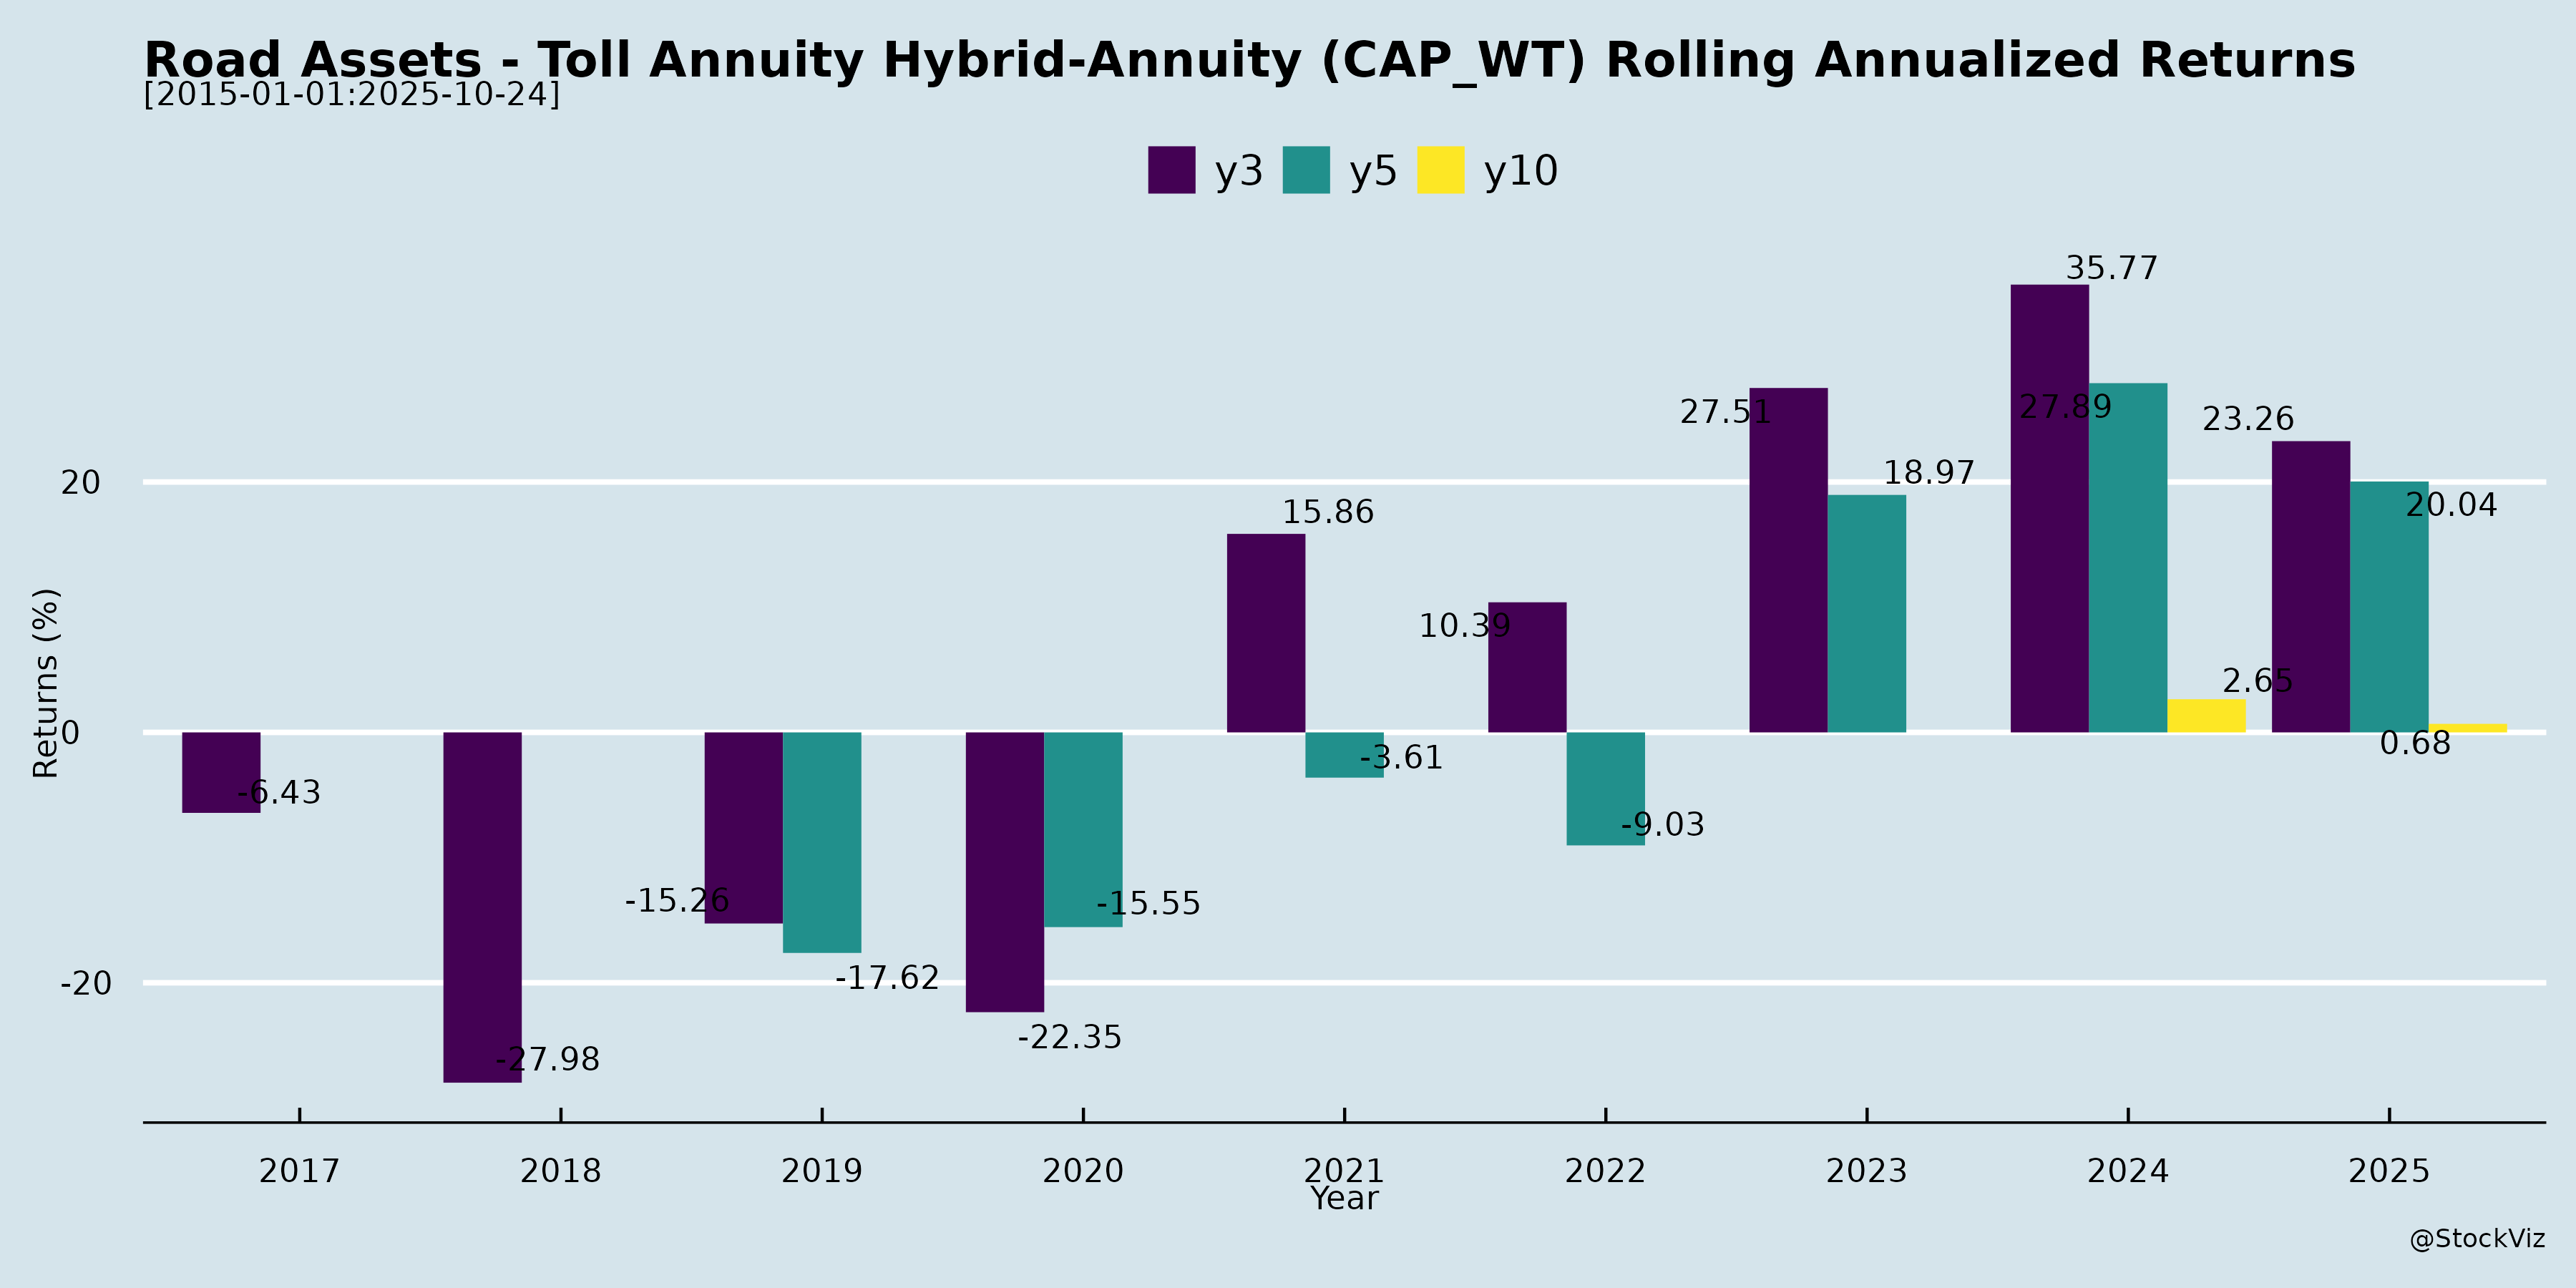 Road Assets - Toll Annuity Hybrid-Annuity (CAP_WT) Rolling Annualized Returns
[2015-01-01:2025-10-24]
y3 y5 y10
35.77
27.51 27.89 23.26
20 18.97
15.86 20.04
10.39
2.65
Returns (%)
0 -3.61 0.68
-6.43 -9.03
-15.26 -15.55
-20 -17.62
-22.35
-27.98
2017 2018 2019 2020 2021 2022 2023 2024 2025
Year
@StockViz